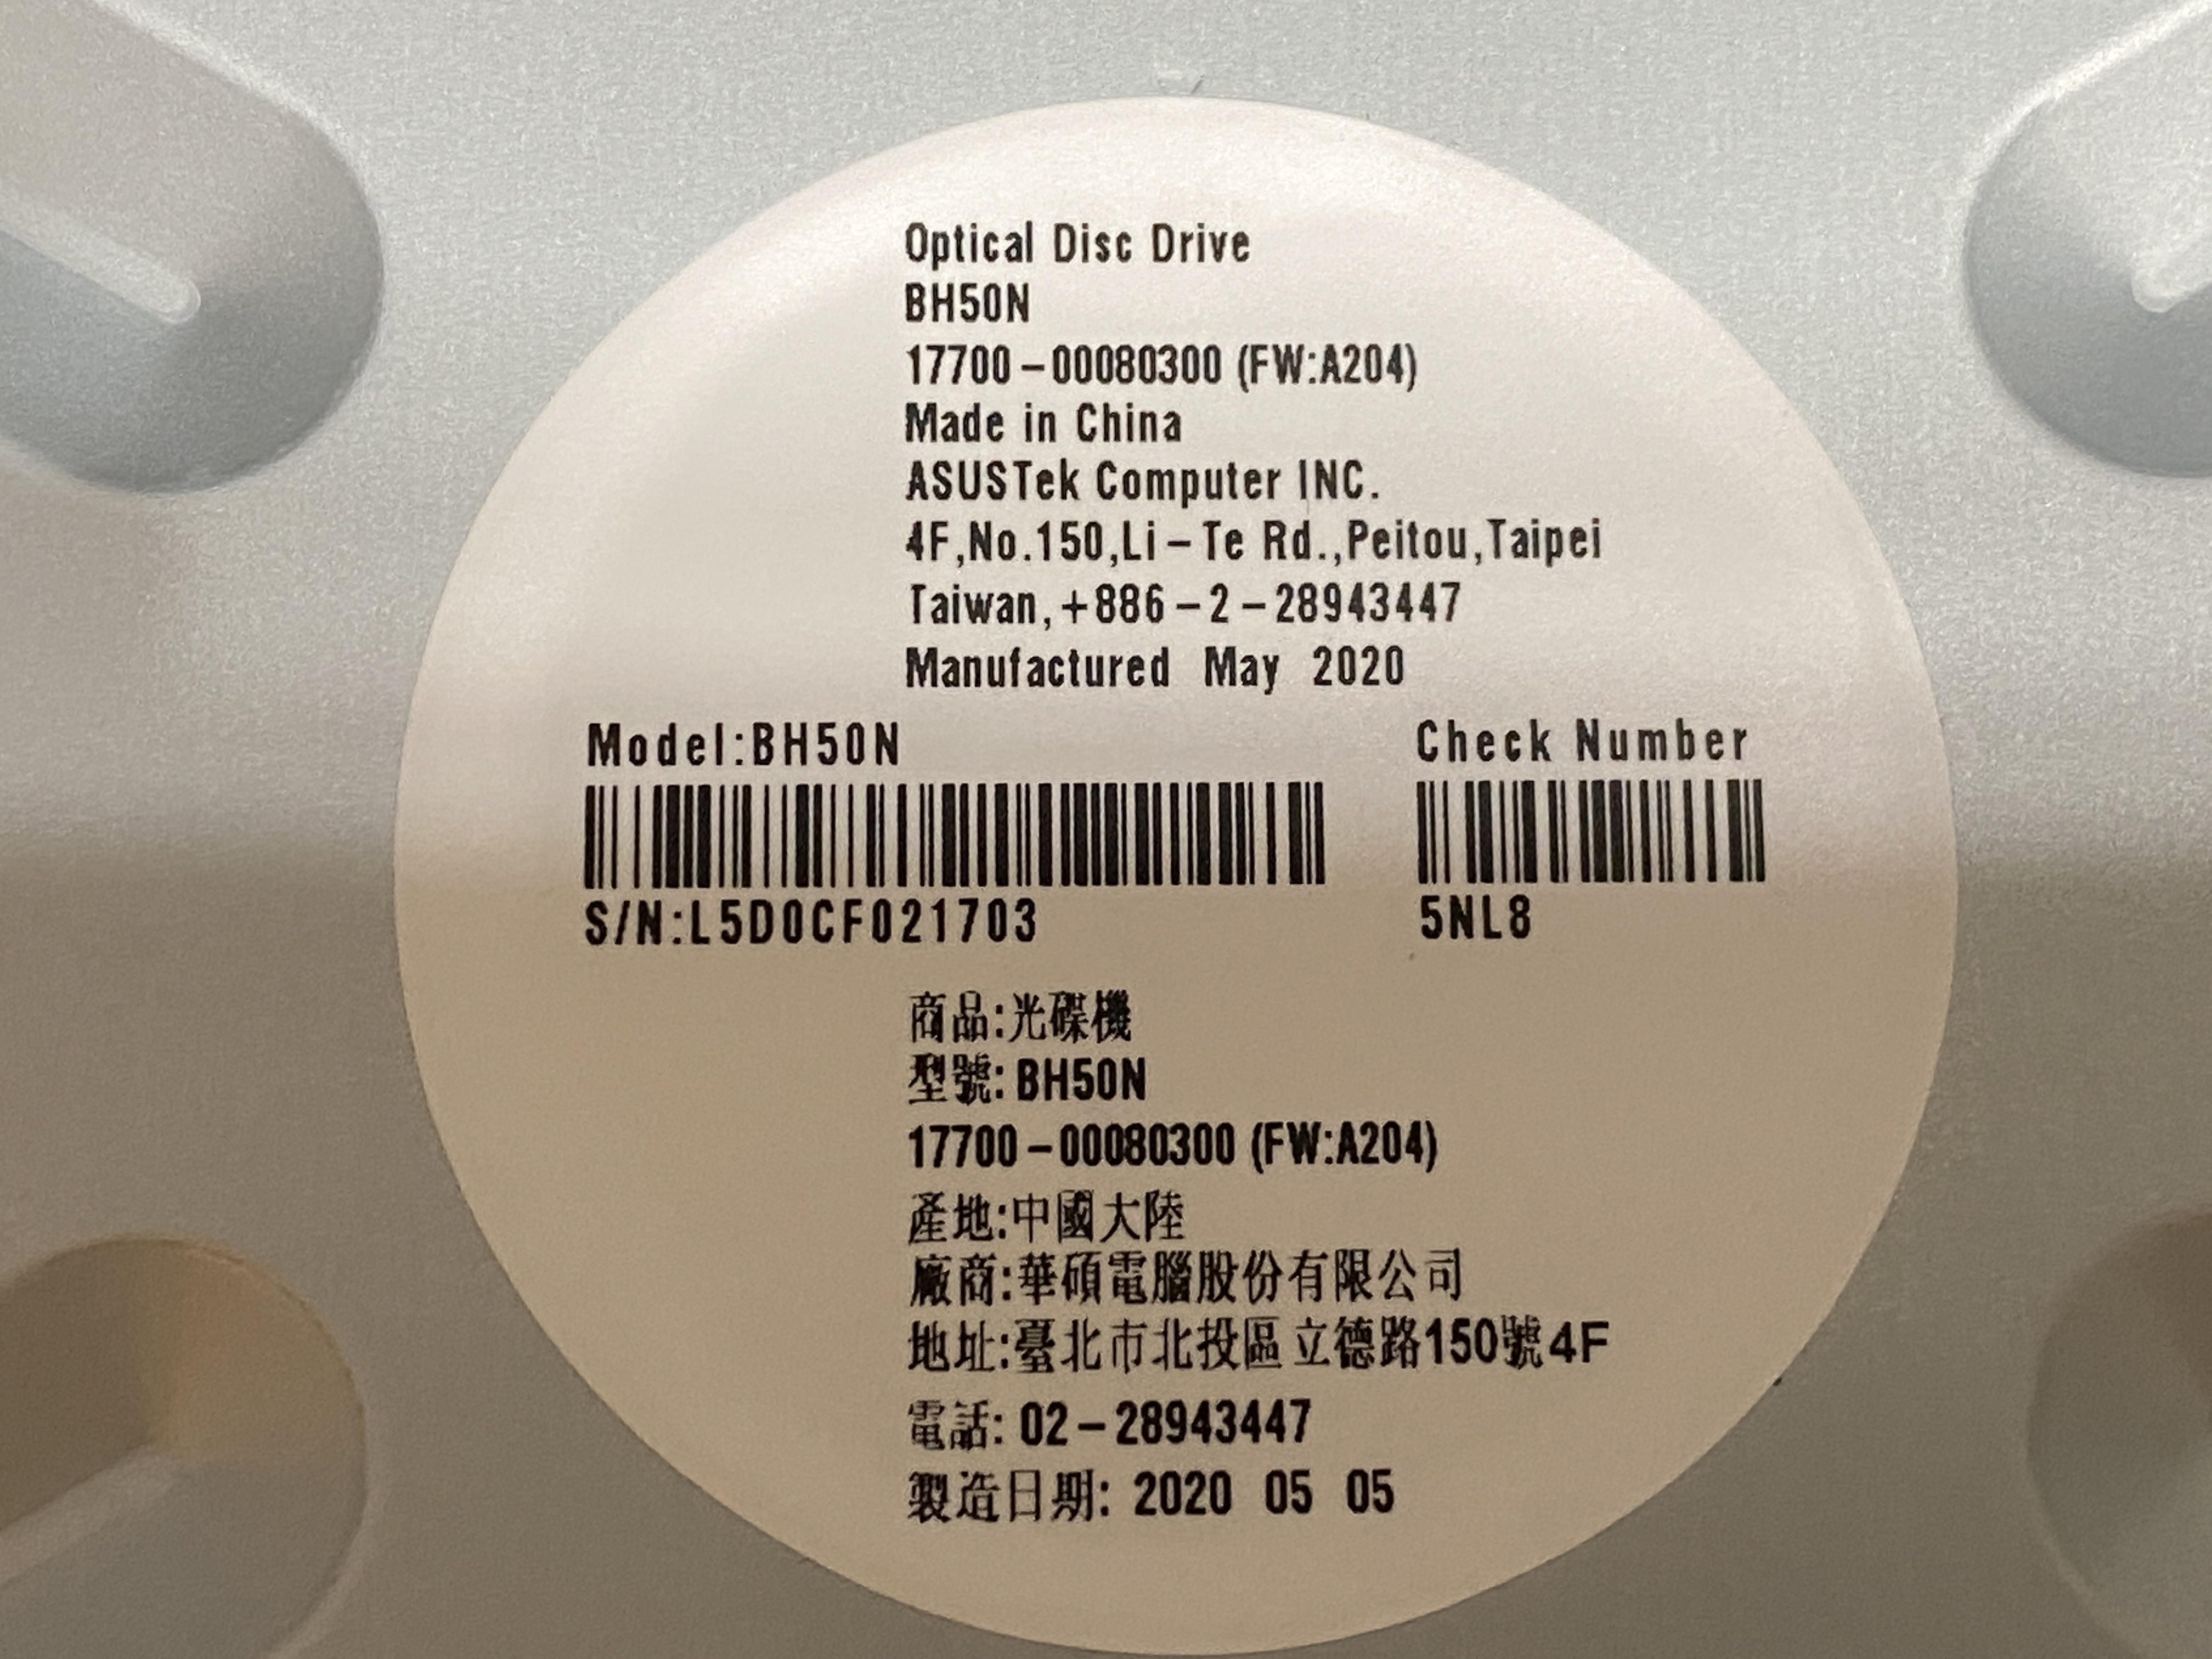 Optical Disc Drive
BH50N
17700-00080300 (FW:A204)
Made in China
ASUSTek Computer INC.
4F,No.150,Li-Te Rd.,Peitou,Taipei
Taiwan,+886-2-28943447
Manufactured May 2020
Model:BH50N
Check Number
S/N:L5D0CF021703
5NL8
商品:光碟機
型號: BH50N
17700-00080300 (FW:A204)
產地:中國大陸
廠商:華碩電腦股份有限公司
地址:臺北市北投區立德路150號4F
電話: 02-28943447
製造日期: 2020 05 05